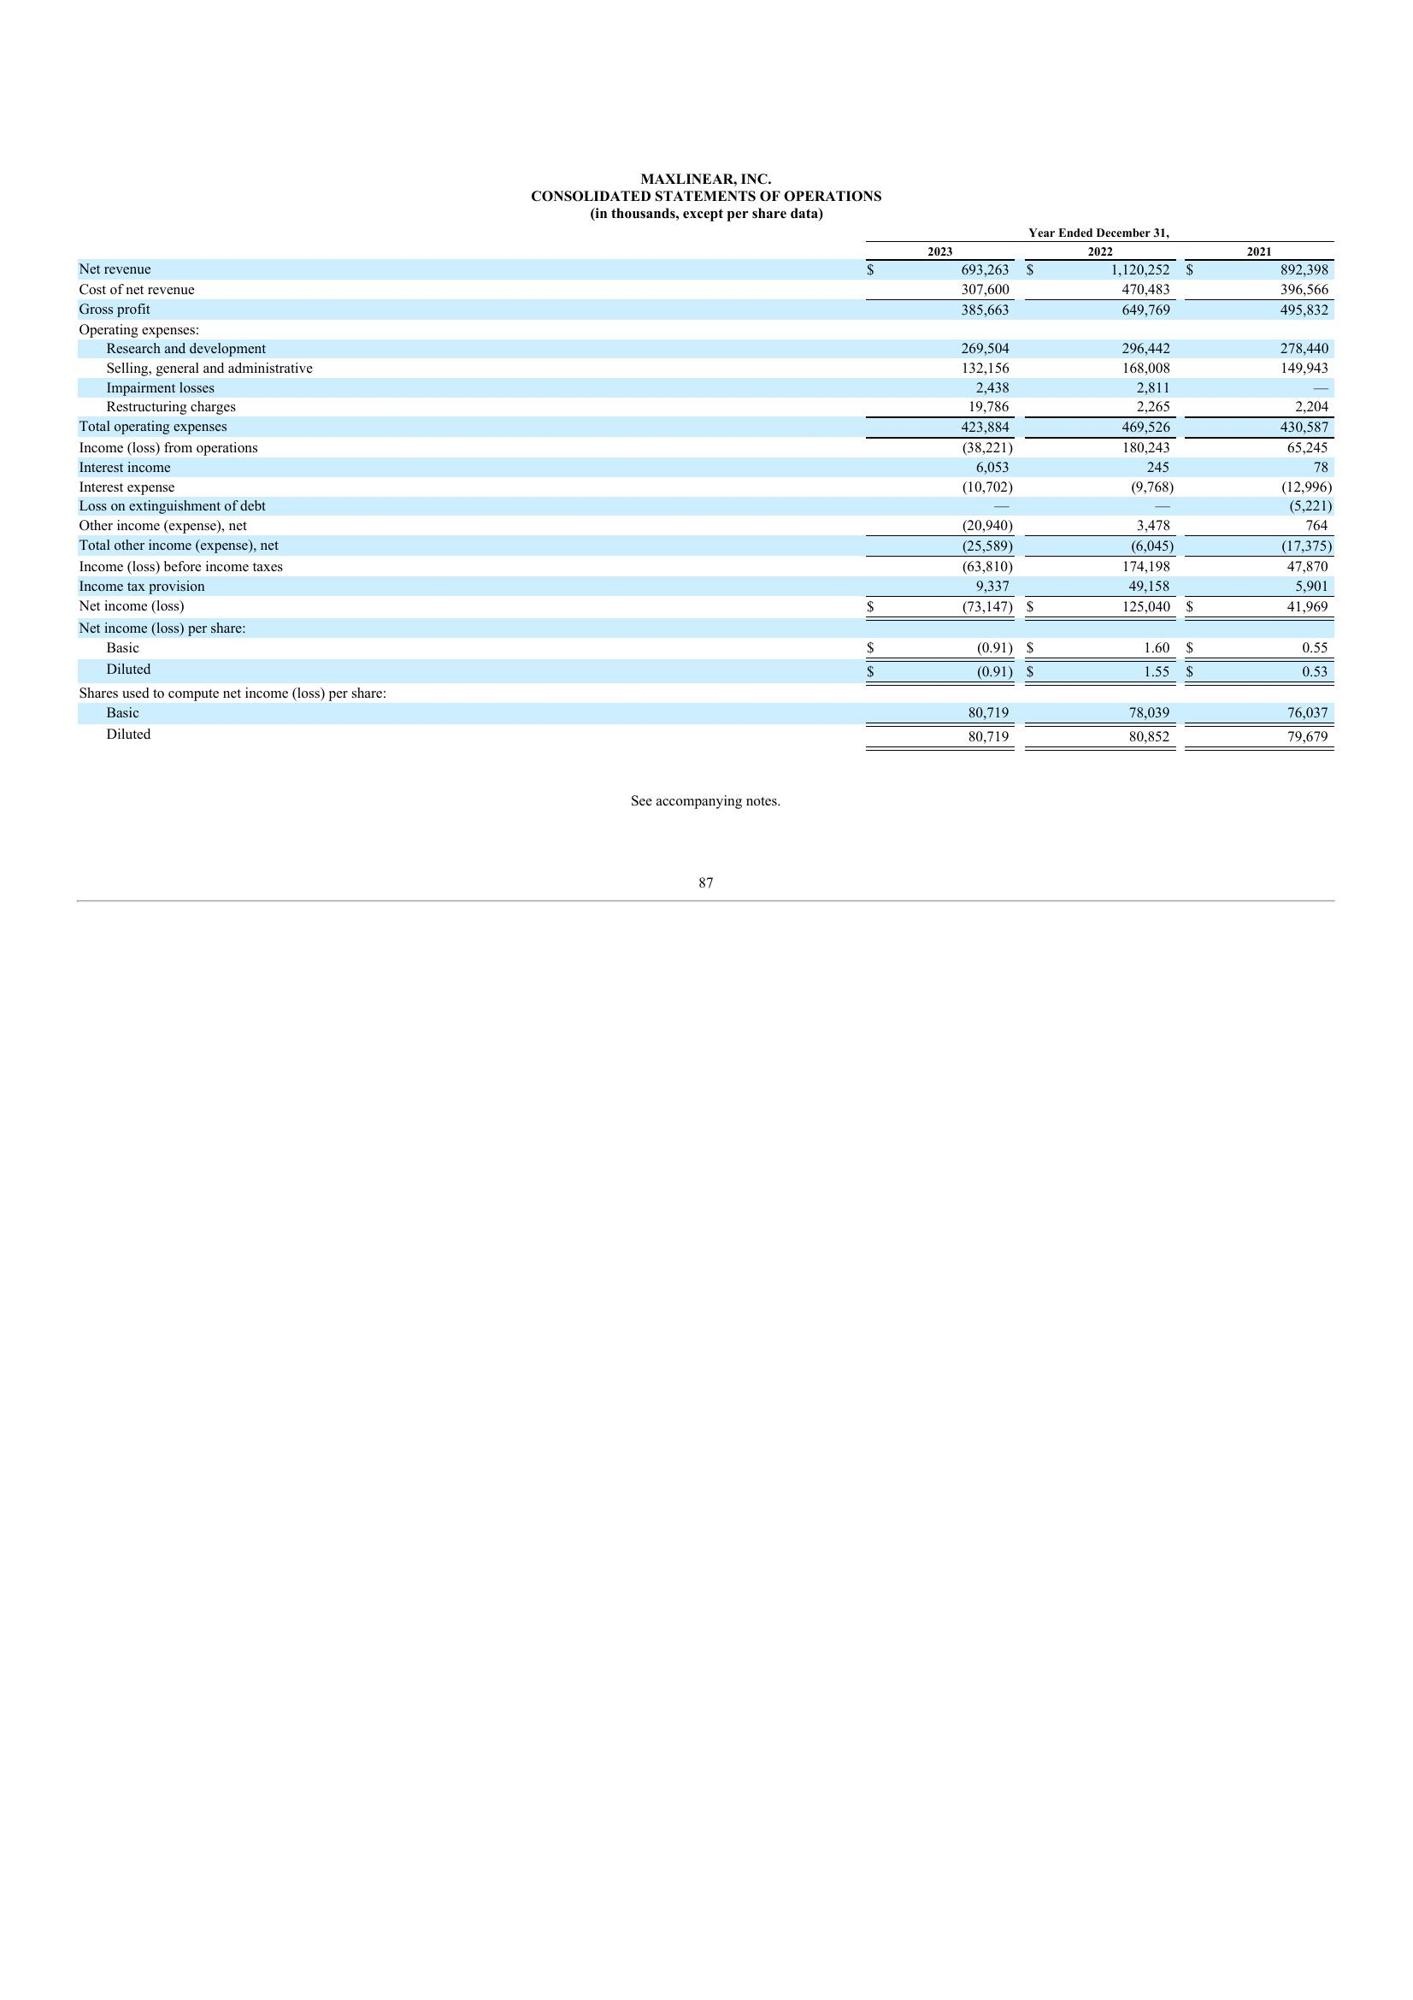 MAXLINEAR, INC.
CONSOLIDATED STATEMENTS OF OPERATIONS
(in thousands, except per share data)
Year Ended December 31,
2023 2022 2021
Net revenue $ 693,263 $ 1,120,252 $ 892,398
Cost of net revenue 307,600 470,483 396,566
Gross profit 385,663 649,769 495,832
Operating expenses:
Research and development 269,504 296,442 278,440
Selling, general and administrative 132,156 168,008 149,943
Impairment losses 2,438 2,811 —
Restructuring charges 19,786 2,265 2,204
Total operating expenses 423,884 469,526 430,587
Income (loss) from operations (38,221) 180,243 65,245
Interest income 6,053 245 78
Interest expense (10,702) (9,768) (12,996)
Loss on extinguishment of debt — — (5,221)
Other income (expense), net (20,940) 3,478 764
Total other income (expense), net (25,589) (6,045) (17,375)
Income (loss) before income taxes (63,810) 174,198 47,870
Income tax provision 9,337 49,158 5,901
Net income (loss) $ (73,147) $ 125,040 $ 41,969
Net income (loss) per share:
Basic $ (0.91) $ 1.60 $ 0.55
Diluted $ (0.91) $ 1.55 $ 0.53
Shares used to compute net income (loss) per share:
Basic 80,719 78,039 76,037
Diluted 80,719 80,852 79,679
See accompanying notes.
87